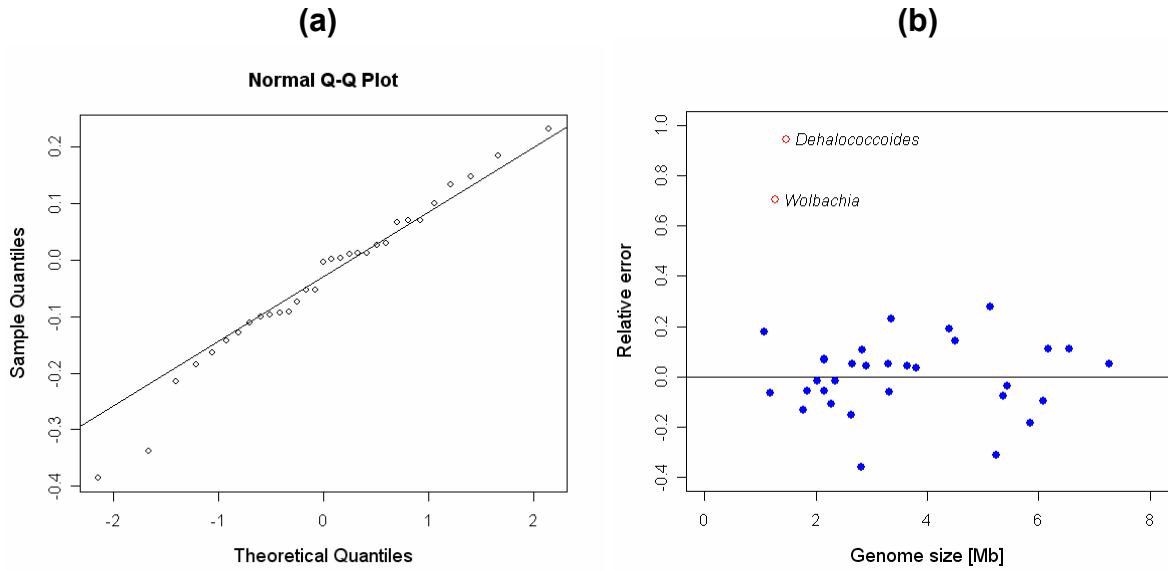 (a)
Normal Q-Q Plot
Sample Quantiles
0.2
0.1
0.0
-0.1
-0.2
-0.3
-0.4
-2
-1
0
1
2
Theoretical Quantiles
(b)
Relative error
1.0
0.8
0.6
0.4
0.2
0.0
-0.2
-0.4
Dehalococcoides
Wolbachia
0
2
4
6
8
Genome size [Mb]